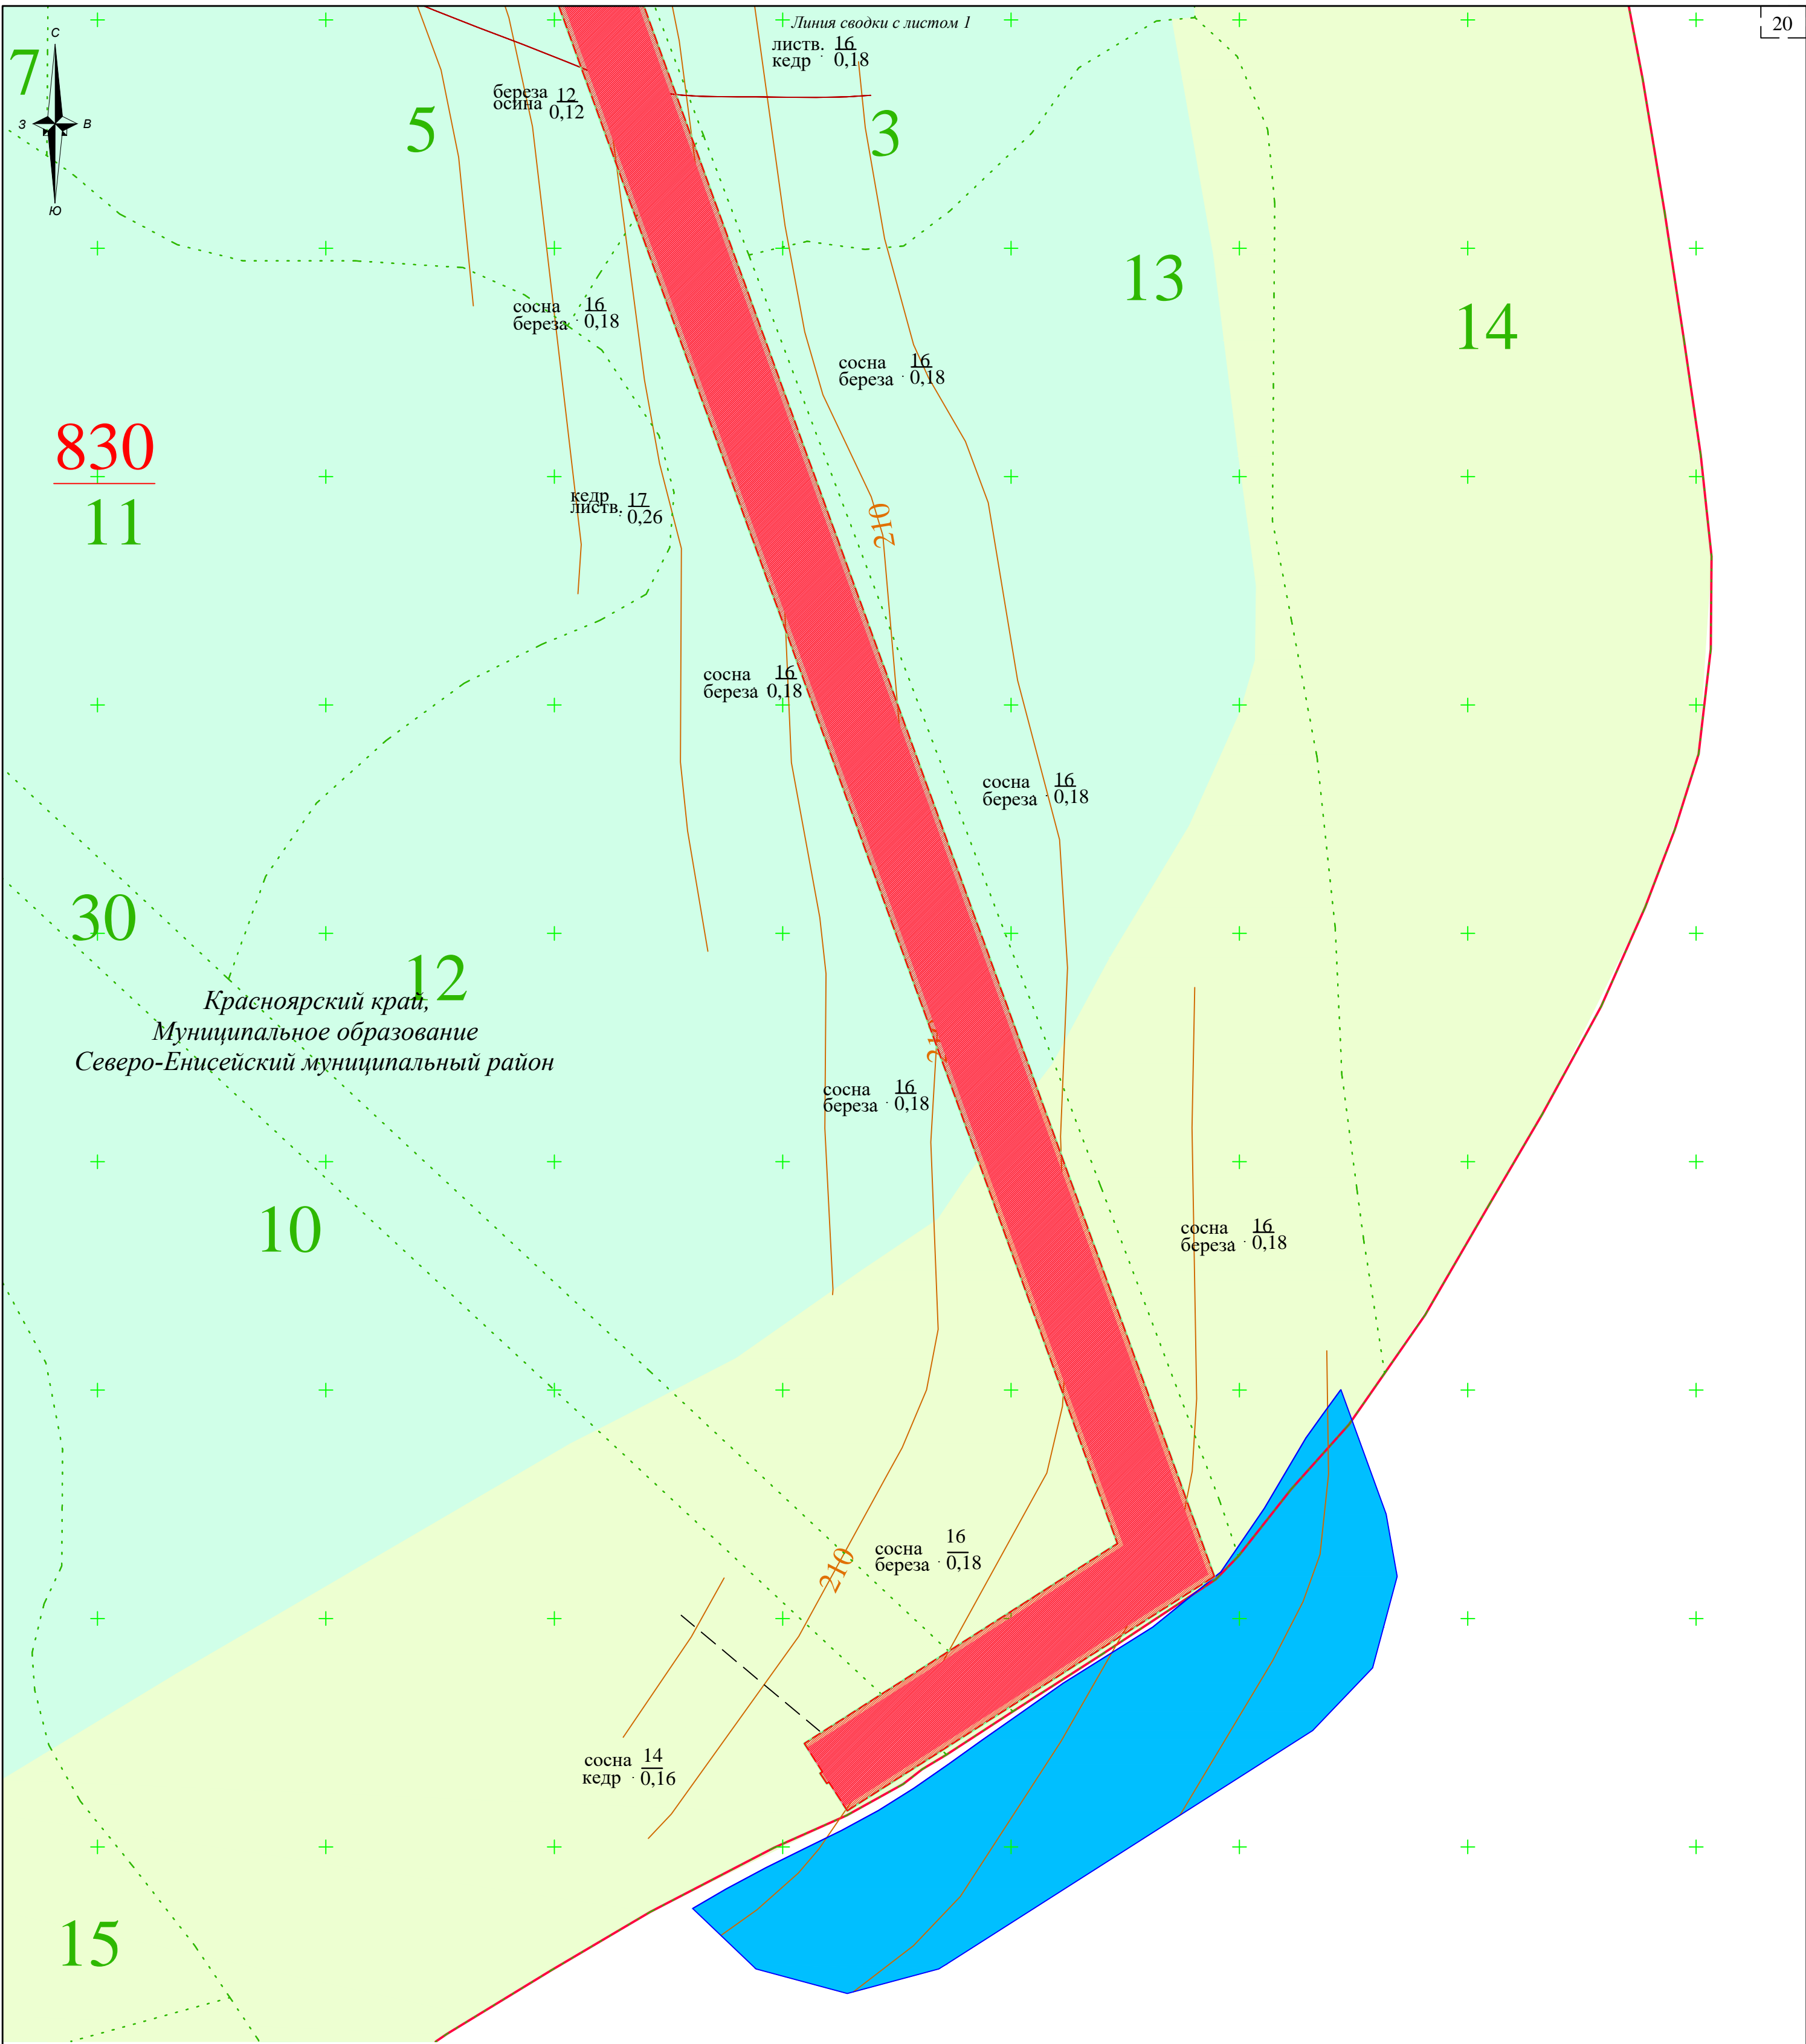 Линия сводки с листом 1
20
С
З
В
Ю
7
5
3
листв. 16
кедр 0,18
береза 12
осина 0,12
13
14
сосна 16
береза 0,18
сосна 16
береза 0,18
830
11
кедр 17
листв. 0,26
210
сосна 16
береза 0,18
сосна 16
береза 0,18
30
12
Красноярский край,
Муниципальное образование
Северо-Енисейский муниципальный район
сосна 16
береза 0,18
10
сосна 16
береза 0,18
сосна 16
береза 0,18
210
сосна 14
кедр 0,16
15